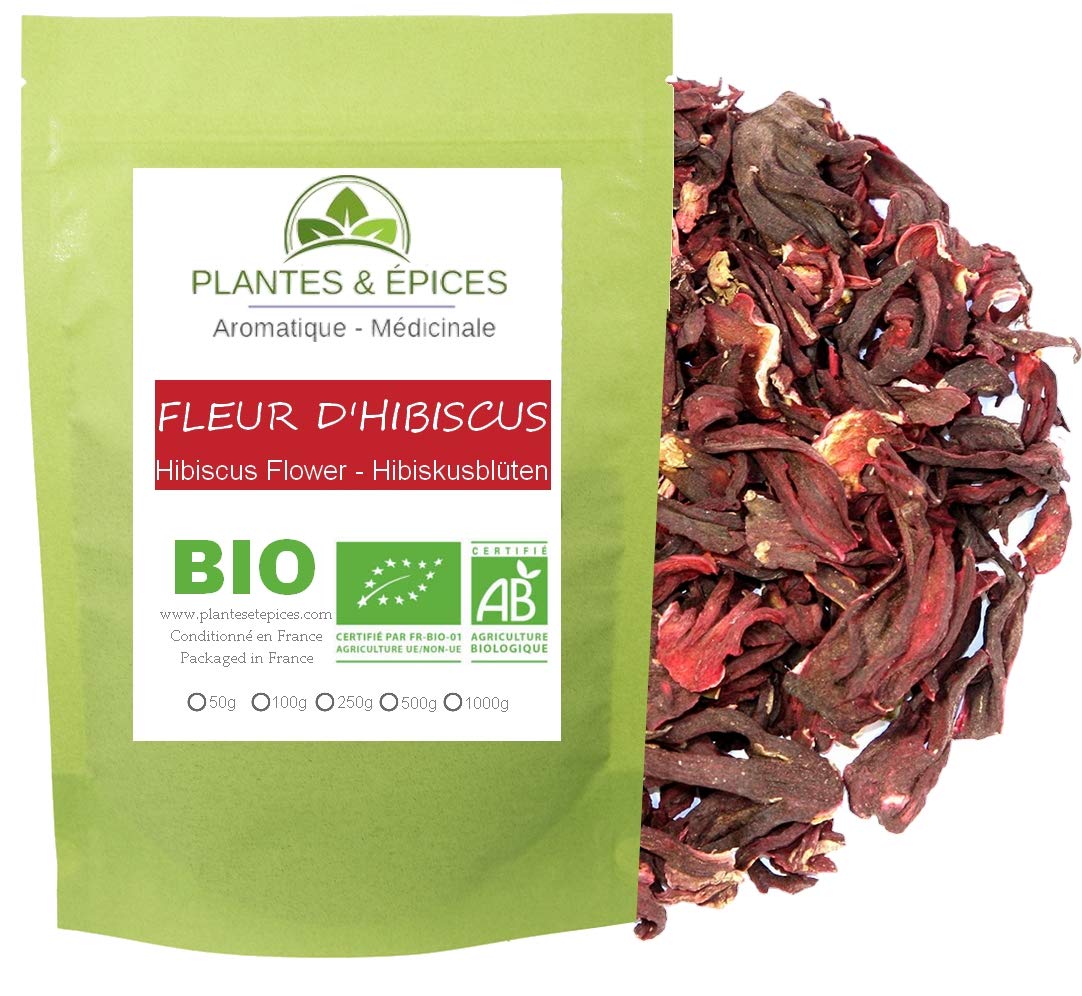 PLANTES & ÉPICES
Aromatique - Médicinale
FLEUR D'HIBISCUS
Hibiscus Flower - Hibiskusblüten
BIO
www.plantesetepices.com
Conditionné en France
Packaged in France
CERTIFIÉ PAR FR-BIO-01
AGRICULTURE UE/NON-UE
CERTIFIÉ
AB
AGRICULTURE
BIOLOGIQUE
50g 100g 250g 500g 1000g